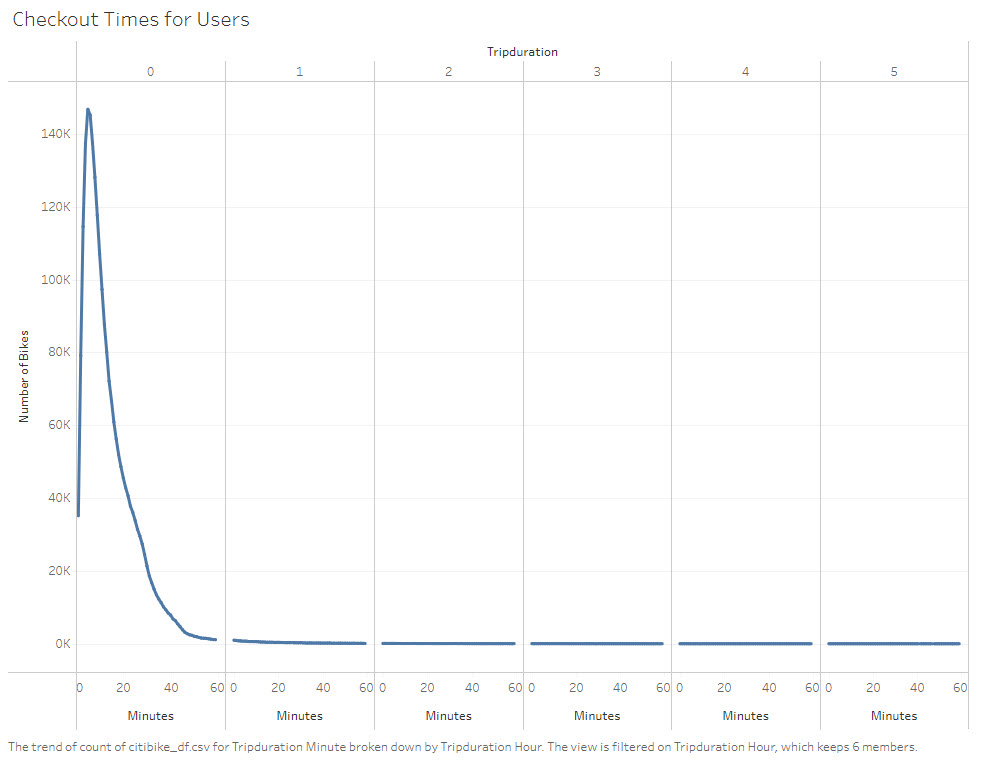 Checkout Times for Users
Tripduration
0 1 2 3 4 5
140K
120K
100K
80K
60K
40K
20K
0K
Number of Bikes
0 20 40 60 0 20 40 60 0 20 40 60 0 20 40 60 0 20 40 60 0 20 40 60
Minutes Minutes Minutes Minutes Minutes Minutes
The trend of count of citibike_df.csv for Tripduration Minute broken down by Tripduration Hour. The view is filtered on Tripduration Hour, which keeps 6 members.